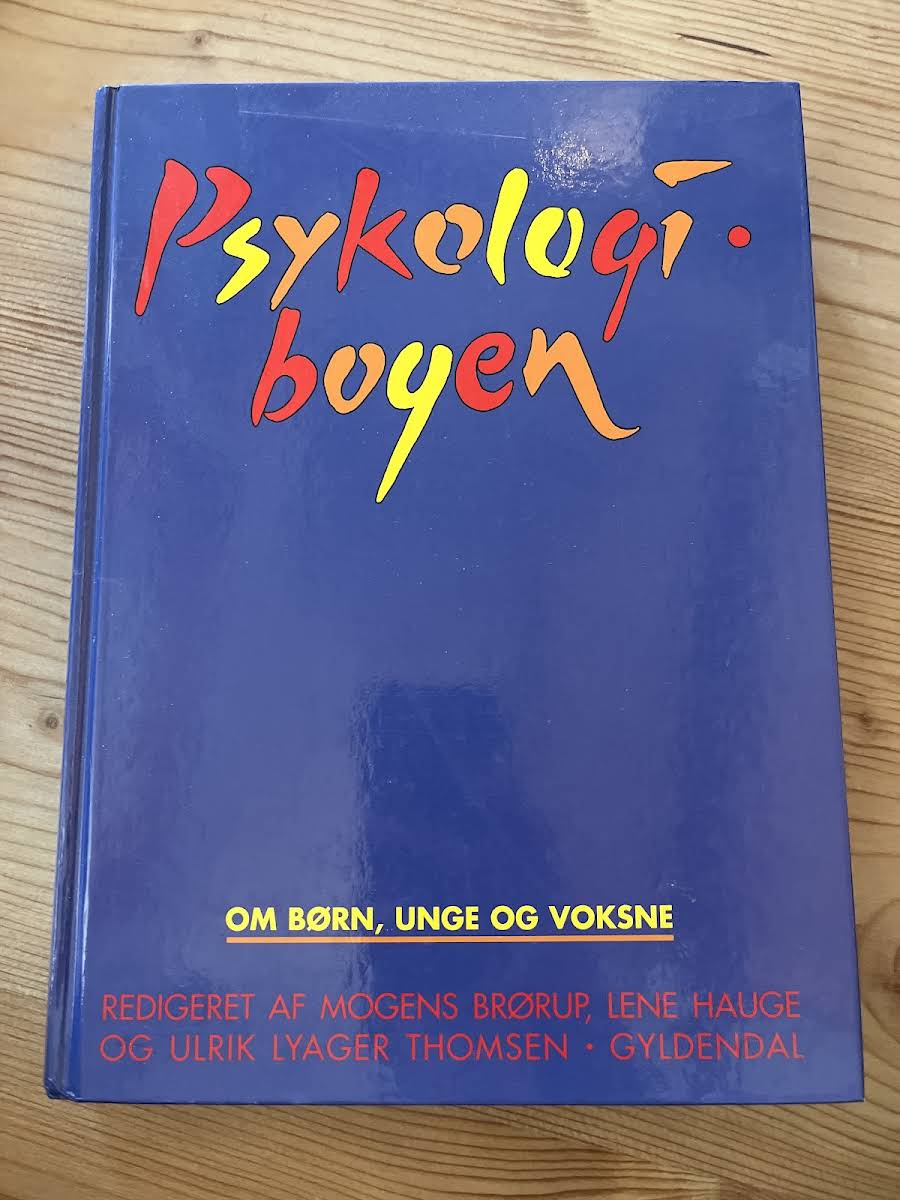 Psykologi·
bogen
OM BØRN, UNGE OG VOKSNE
REDIGERET AF MOGENS BRØRUP, LENE HAUGE
OG ULRIK LYAGER THOMSEN · GYLDENDAL